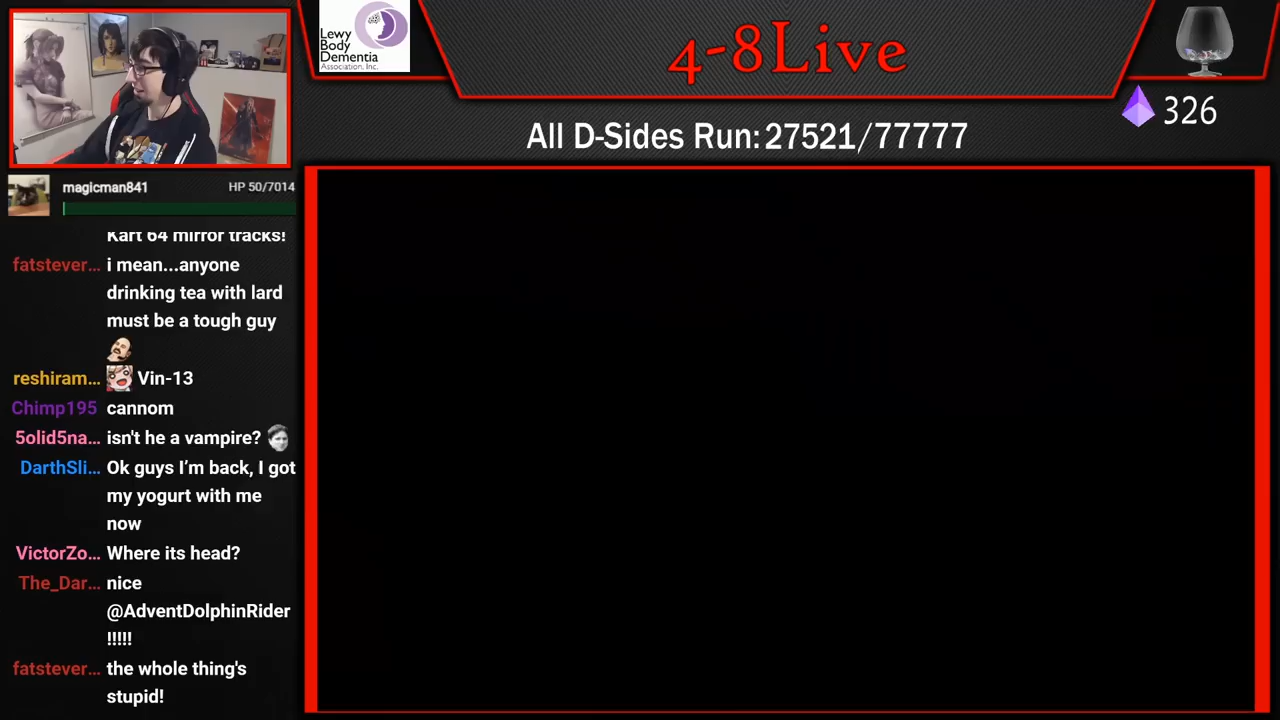 Lewy
Body
Dementia
Association, Inc.
4-8Live
326
All D-Sides Run: 27521/77777
magicman841 HP 50/7014
Kart 64 mirror tracks!
fatstever... i mean...anyone
drinking tea with lard
must be a tough guy
reshiram... Vin-13
Chimp195 cannom
5olid5na... isn't he a vampire?
DarthSli... Ok guys I'm back, I got
my yogurt with me
now
VictorZo... Where its head?
The_Dar... nice
@AdventDolphinRider
!!!!!
fatstever... the whole thing's
stupid!